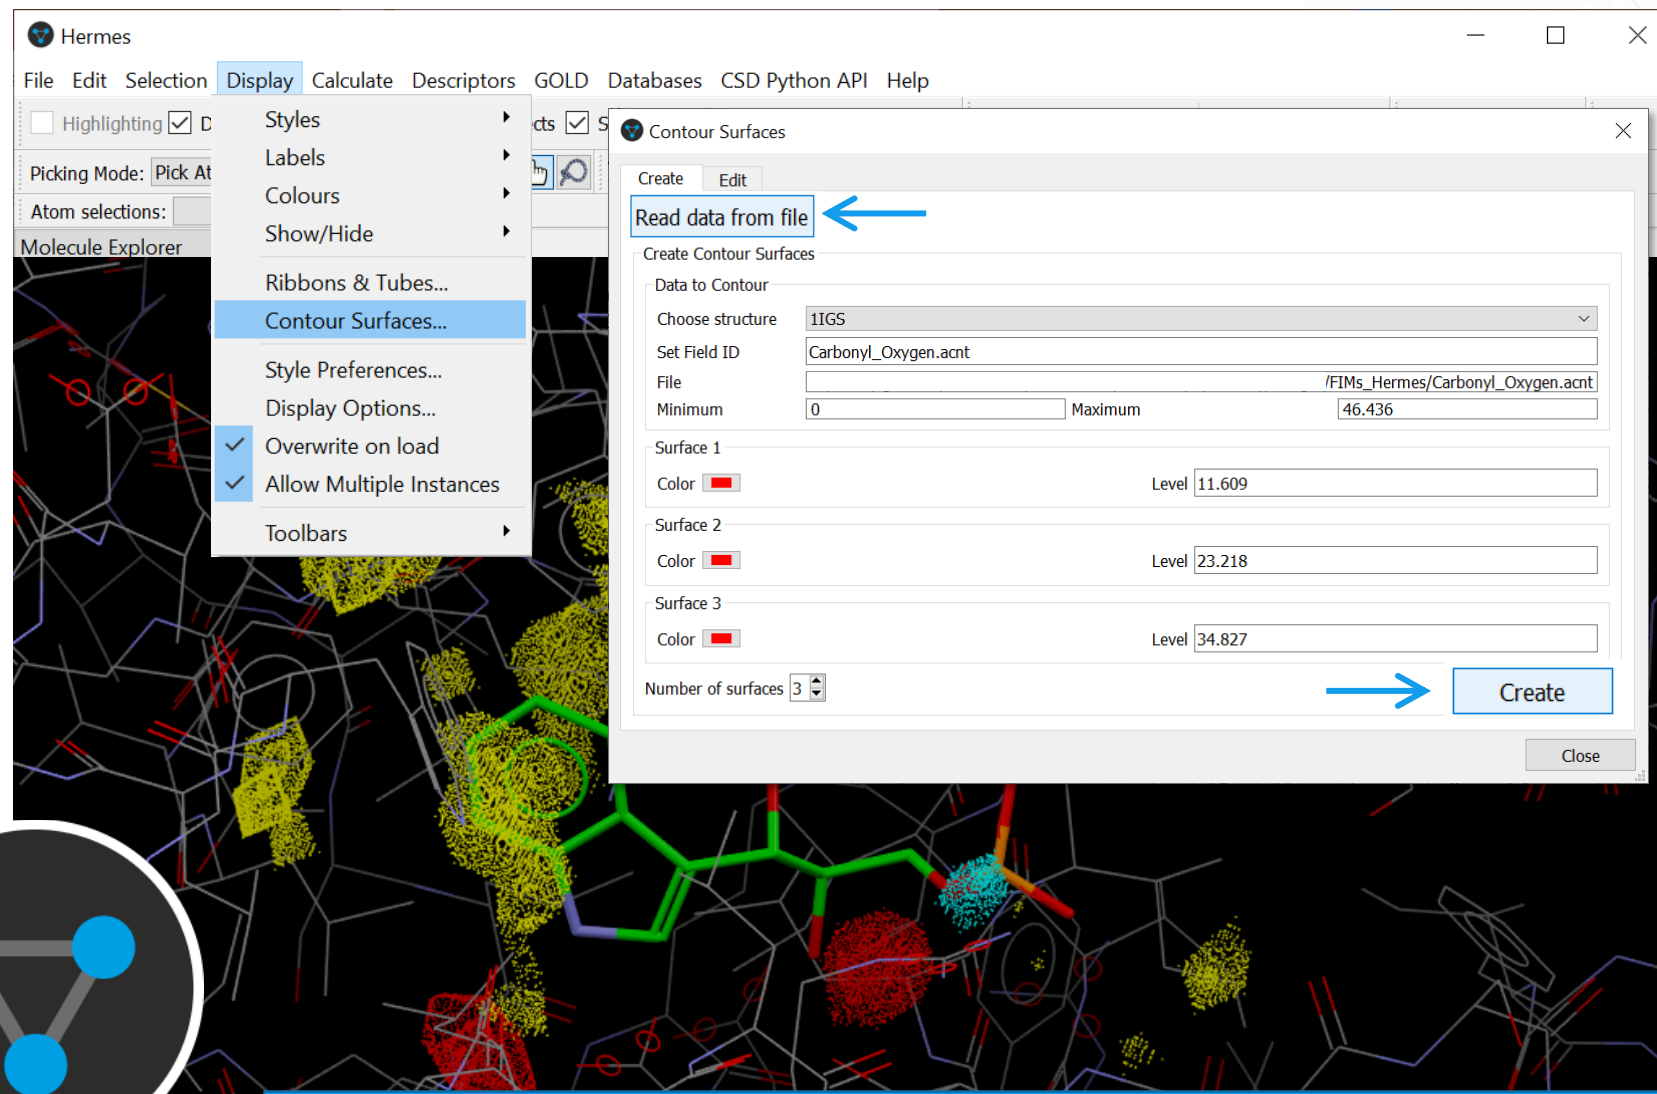 Hermes
File Edit Selection Display Calculate Descriptors GOLD Databases CSD Python API Help
Highlighting D
cts S
Picking Mode: Pick At
Atom selections:
Molecule Explorer
Styles
Labels
Colours
Show/Hide
Ribbons & Tubes...
Contour Surfaces...
Style Preferences...
Display Options...
Overwrite on load
Allow Multiple Instances
Toolbars
Contour Surfaces
Create Edit
Read data from file
Create Contour Surfaces
Data to Contour
Choose structure 1IGS
Set Field ID Carbonyl_Oxygen.acnt
File /FIMs_Hermes/Carbonyl_Oxygen.acnt
Minimum 0 Maximum 46.436
Surface 1
Color Level 11.609
Surface 2
Color Level 23.218
Surface 3
Color Level 34.827
Number of surfaces 3
Create
Close